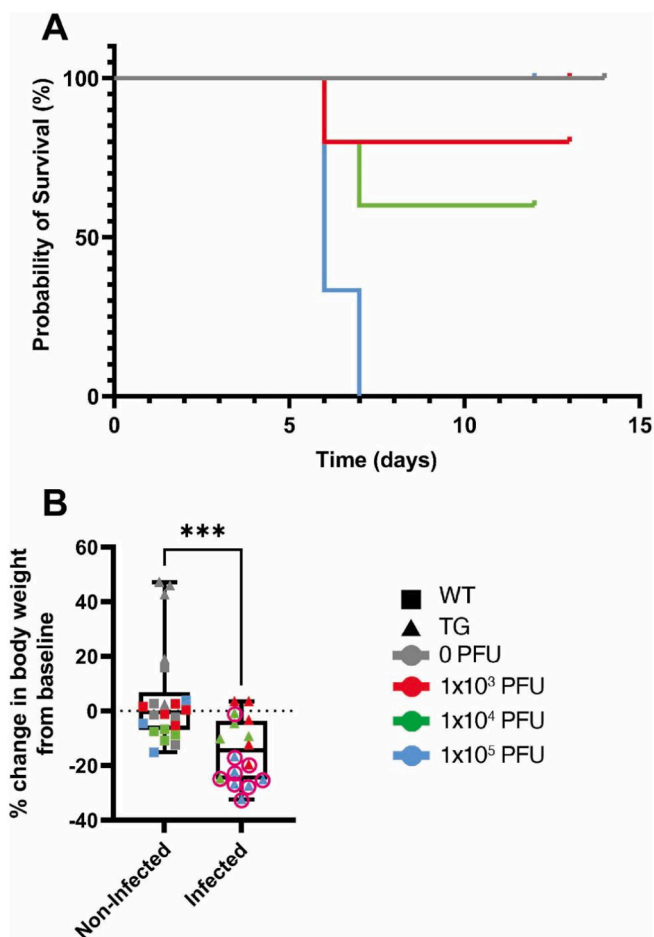 A
Probability of Survival (%)
100
50
0
0 5 10 15
Time (days)
B
% change in body weight
from baseline
***
60
40
20
0
-20
-40
Non-Infected
Infected
WT
TG
0 PFU
1x10³ PFU
1x10⁴ PFU
1x10⁵ PFU